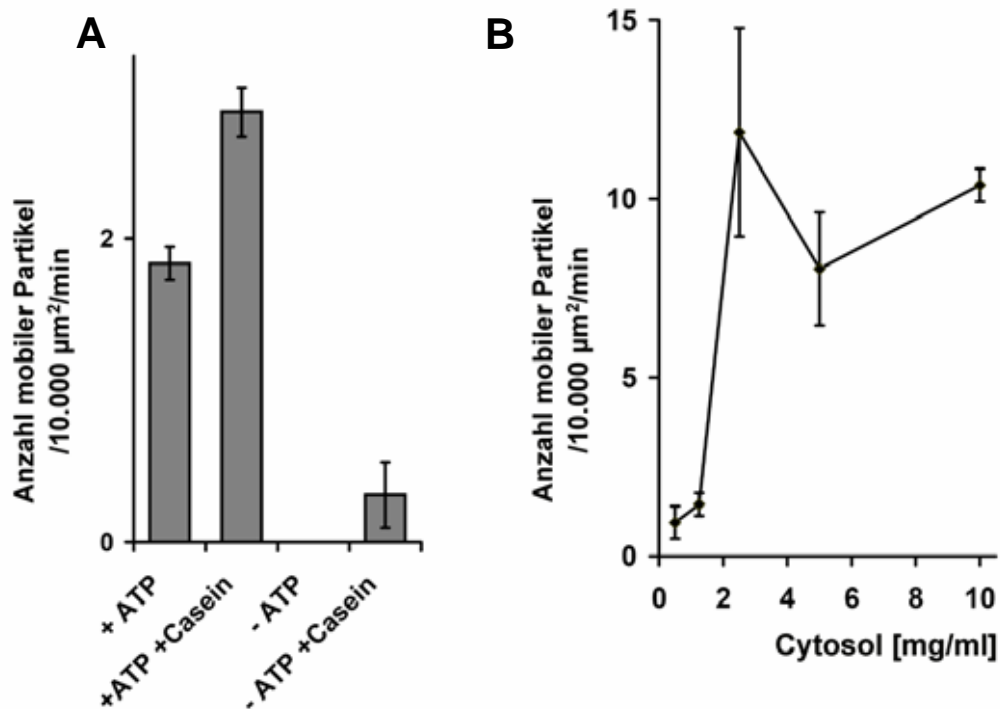 A
Anzahl mobiler Partikel
/10.000 µm²/min
2
0
+ ATP
+ATP +Casein
- ATP
- ATP +Casein
B
Anzahl mobiler Partikel
/10.000 µm²/min
15
10
5
0
0 2 4 6 8 10
Cytosol [mg/ml]